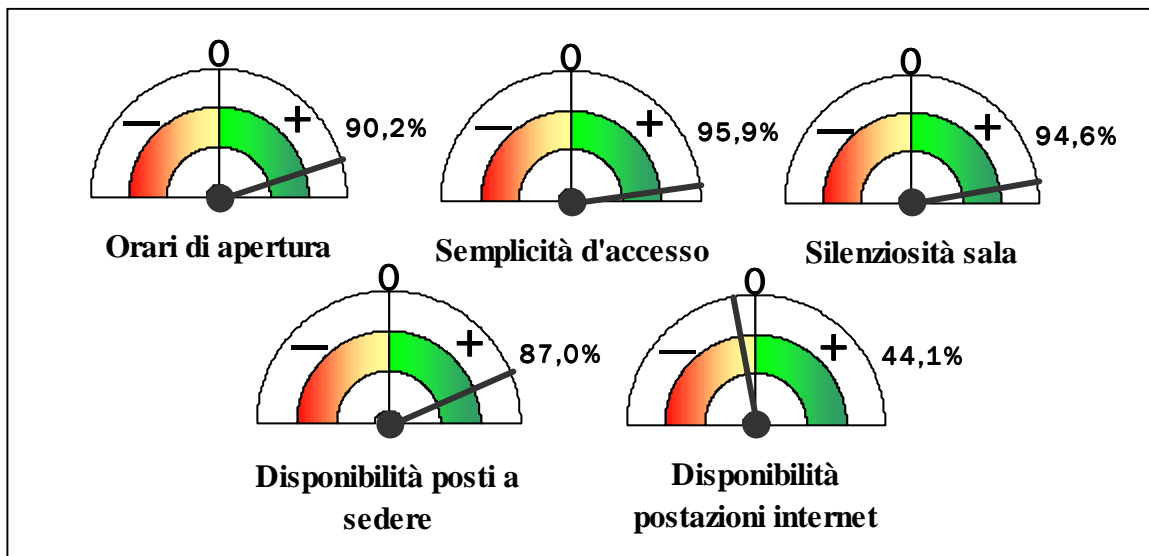 0
— +
90,2%
Orari di apertura
0
— +
95,9%
Semplicità d'accesso
0
— +
94,6%
Silenziosità sala
0
— +
87,0%
Disponibilità posti a
sedere
0
— +
44,1%
Disponibilità
postazioni internet